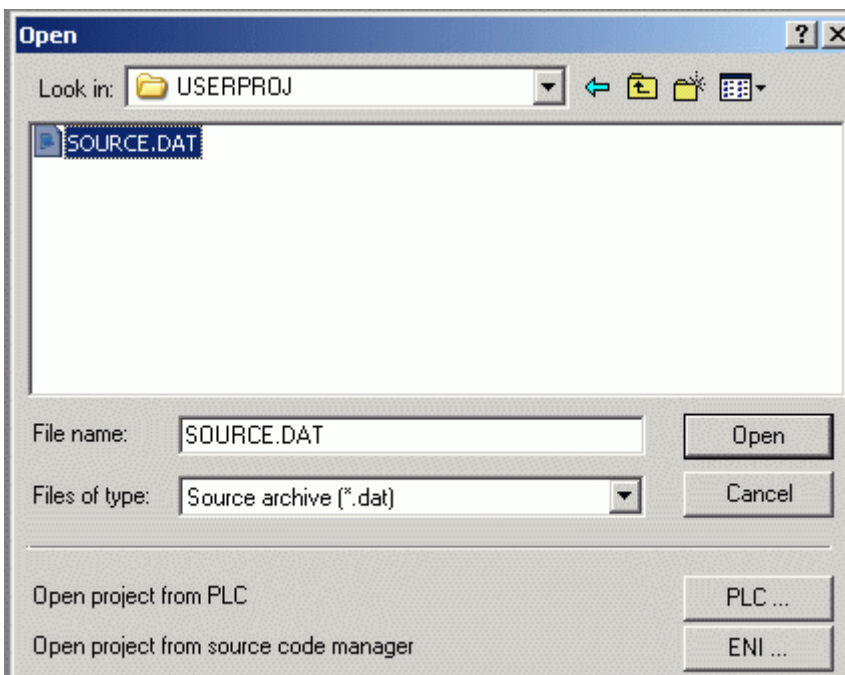 Open
Look in: USERPROJ
SOURCE.DAT
File name: SOURCE.DAT Open
Files of type: Source archive (*.dat) Cancel
Open project from PLC PLC ...
Open project from source code manager ENI ...